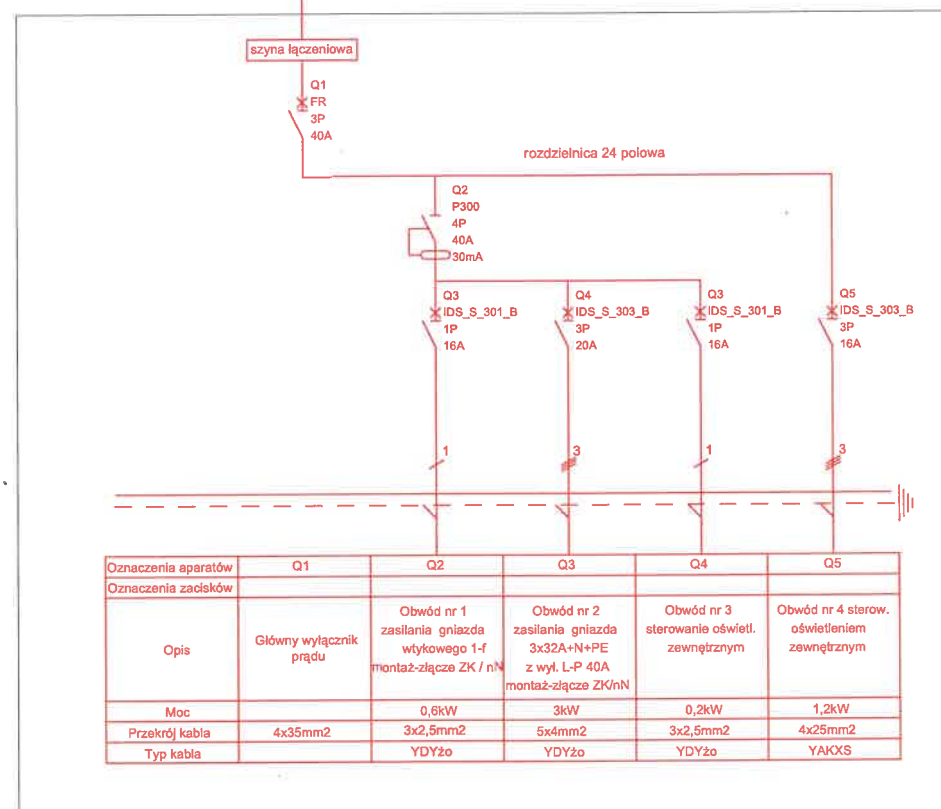 szyna łączeniowa
Q1
FR
3P
40A
rozdzielnica 24 polowa
Q2
P300
4P
40A
30mA
Q3
IDS_S_301_B
1P
16A
Q4
IDS_S_303_B
3P
20A
Q3
IDS_S_301_B
1P
16A
Q5
IDS_S_303_B
3P
16A
1
3
1
3
Oznaczenia aparatów Q1 Q2 Q3 Q4 Q5
Oznaczenia zacisków
Opis
Główny wyłącznik
prądu
Obwód nr 1
zasilania gniazda
wtykowego 1-f
montaż-złącze ZK / nN
Obwód nr 2
zasilania gniazda
3x32A+N+PE
z wył. L-P 40A
montaż-złącze ZK/nN
Obwód nr 3
sterowanie oświetl.
zewnętrznym
Obwód nr 4 sterow.
oświetleniem
zewnętrznym
Moc 0,6kW 3kW 0,2kW 1,2kW
Przekrój kabla 4x35mm2 3x2,5mm2 5x4mm2 3x2,5mm2 4x25mm2
Typ kabla YDYżo YDYżo YDYżo YAKXS